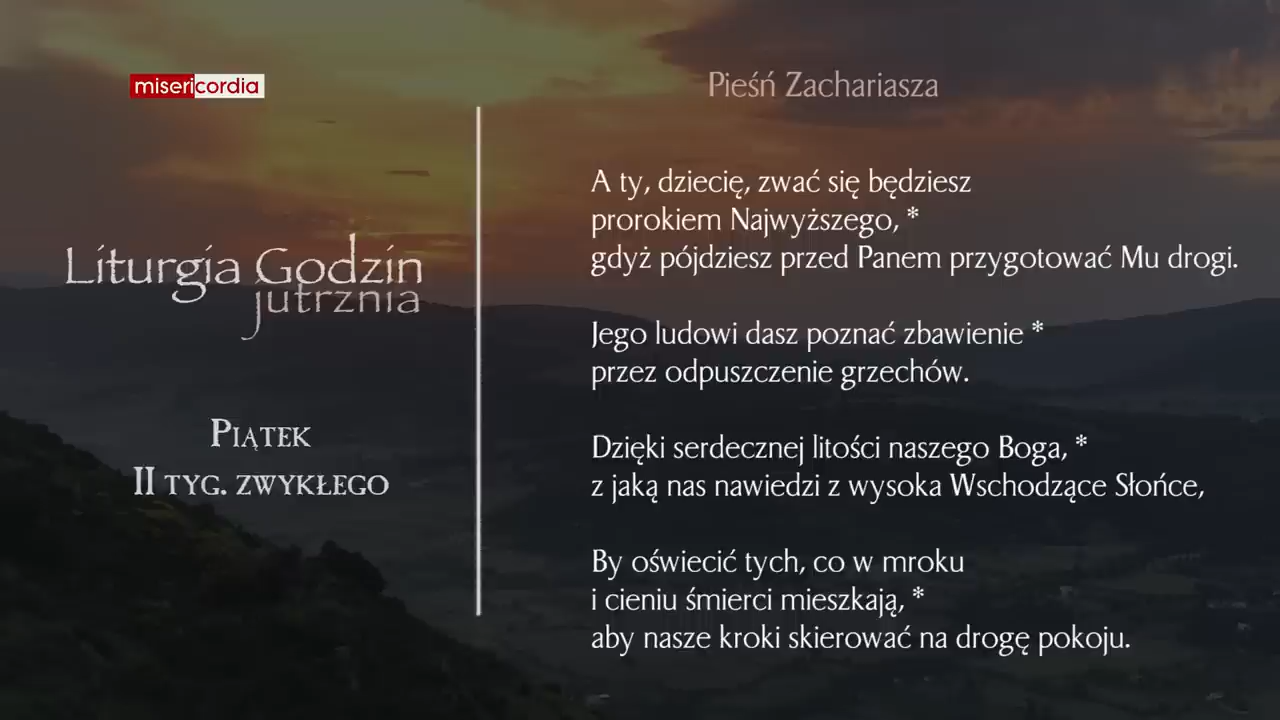 misericordia
Liturgia Godzin
jutrznia
Piątek
II tyg. zwykłego
Pieśń Zachariasza
A ty, dziecię, zwać się będziesz
prorokiem Najwyższego, *
gdyż pójdziesz przed Panem przygotować Mu drogi.
Jego ludowi dasz poznać zbawienie *
przez odpuszczenie grzechów.
Dzięki serdecznej litości naszego Boga, *
z jaką nas nawiedzi z wysoka Wschodzące Słońce,
By oświecić tych, co w mroku
i cieniu śmierci mieszkają, *
aby nasze kroki skierować na drogę pokoju.